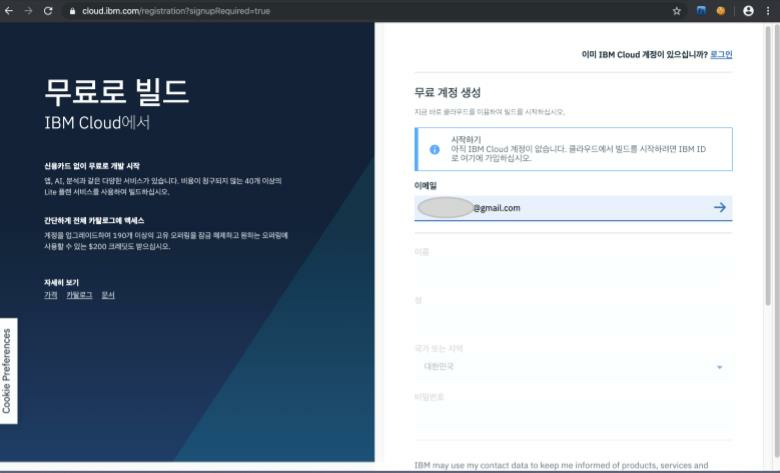 cloud.ibm.com/registration?signupRequired=true
무료로 빌드
IBM Cloud에서
신용카드 없이 무료로 개발 시작
앱, AI, 분석과 같은 다양한 서비스가 있습니다. 비용이 청구되지 않는 40개 이상의
Lite 플랜 서비스를 사용하여 빌드하십시오.
간단하게 전체 카탈로그에 액세스
계정을 업그레이드하여 190개 이상의 고유 오퍼링을 잠금 해제하고 원하는 오퍼링에
사용할 수 있는 $200 크레딧도 받으십시오.
자세히 보기
가격 카탈로그 문서
Cookie Preferences
이미 IBM Cloud 계정이 있으십니까? 로그인
무료 계정 생성
지금 바로 클라우드를 이용하여 빌드를 시작하십시오.
시작하기
아직 IBM Cloud 계정이 없습니다. 클라우드에서 빌드를 시작하려면 IBM ID
로 여기에 가입하십시오.
이메일
@gmail.com
이름
성
국가 또는 지역
대한민국
비밀번호
IBM may use my contact data to keep me informed of products, services and